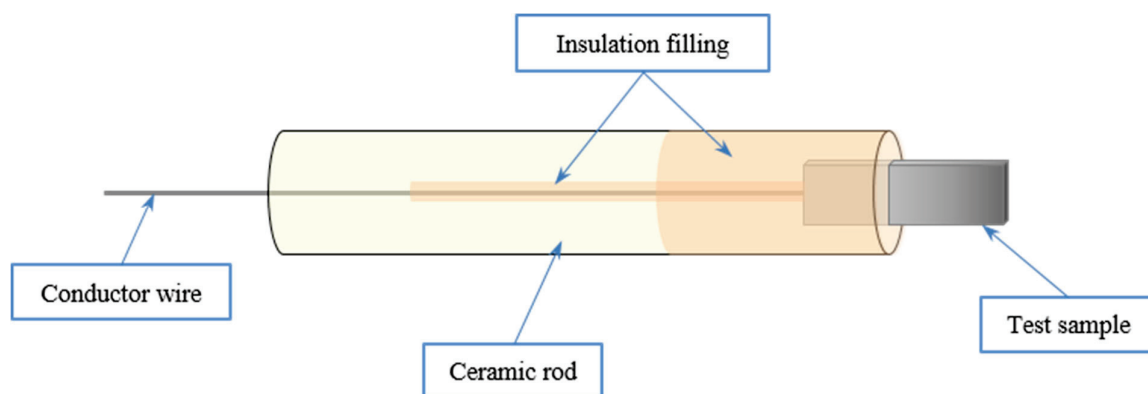 Insulation filling
Conductor wire
Ceramic rod
Test sample